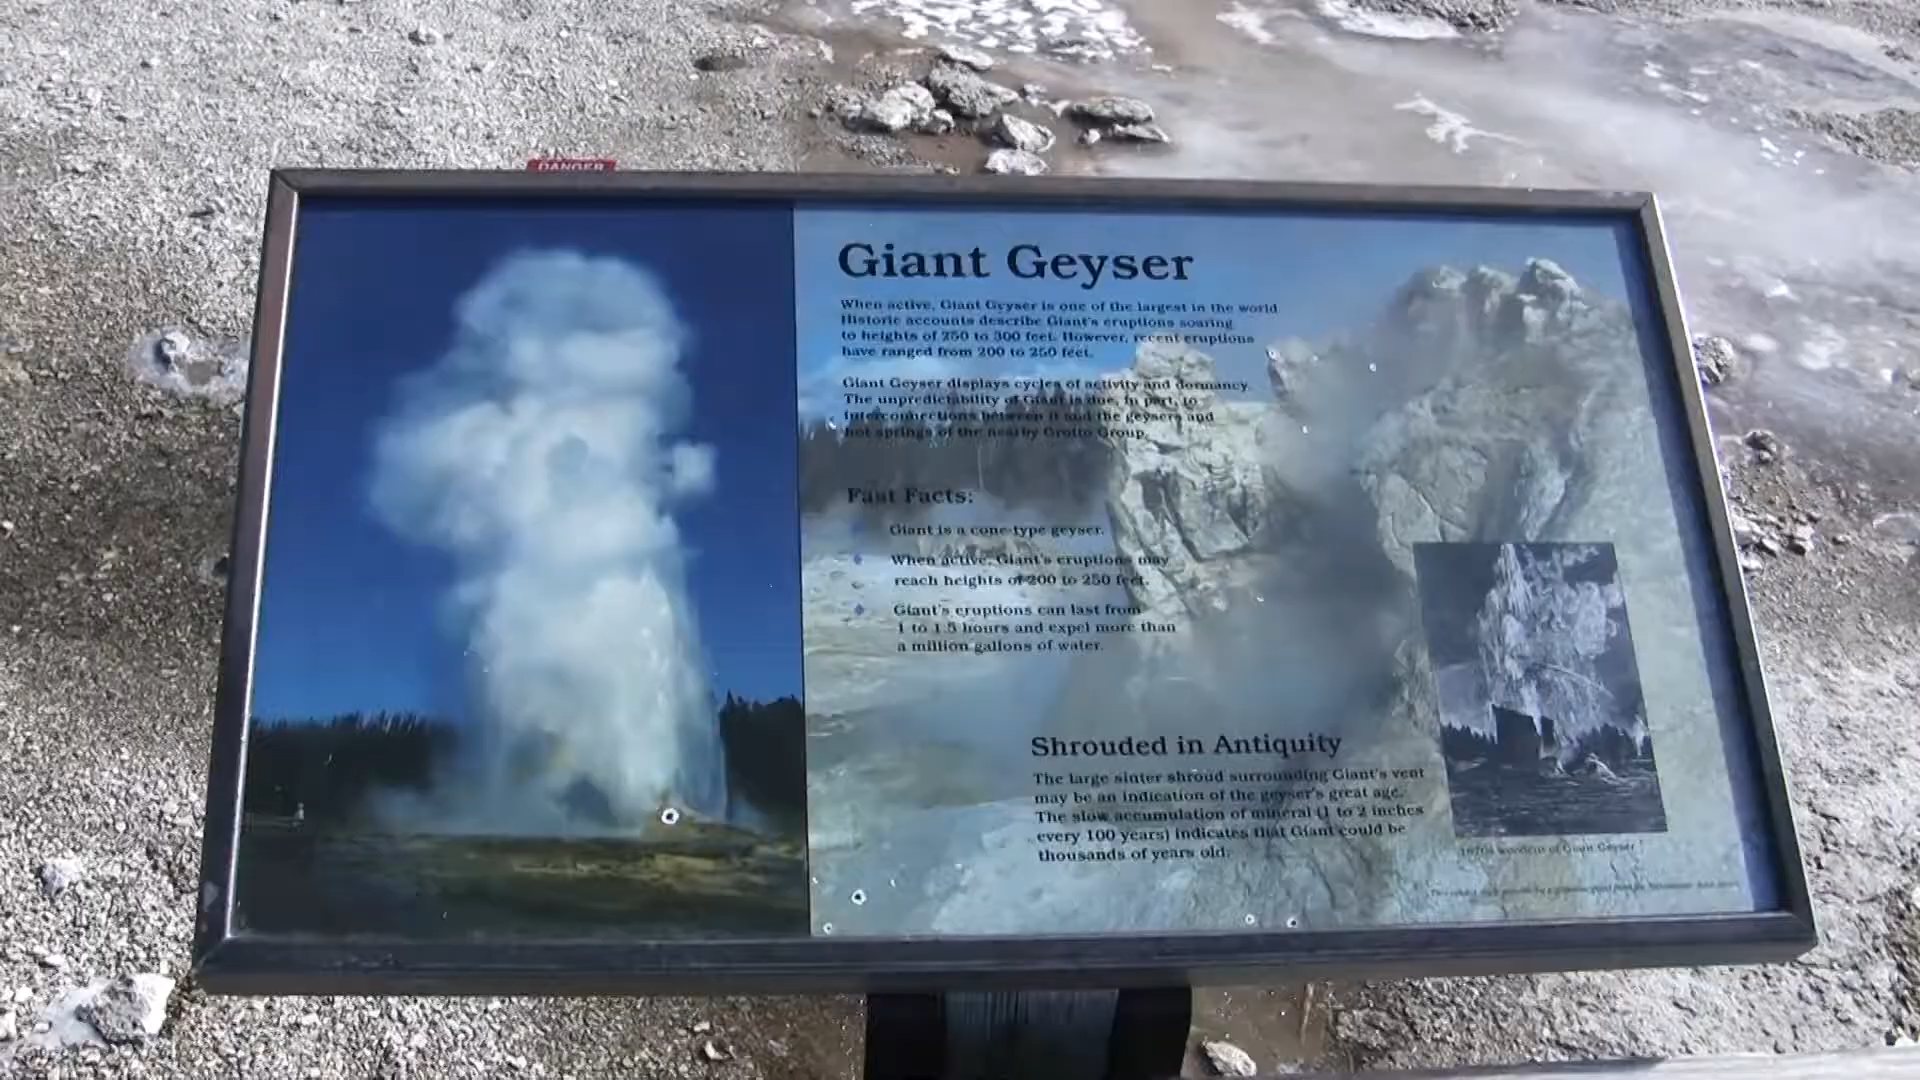 DANGER
Giant Geyser
When active, Giant Geyser is one of the largest in the world
Historic accounts describe Giant's eruptions soaring
to heights of 250 to 300 feet. However, recent eruptions
have ranged from 200 to 250 feet.
Giant Geyser displays cycles of activity and dormancy.
The unpredictability of Giant is due, in part, to
interconnections between it and the geysers and
hot springs of the nearby Grotto Group.
Fast Facts:
Giant is a cone-type geyser.
When active, Giant's eruptions may
reach heights of 200 to 250 feet.
Giant's eruptions can last from
1 to 1.5 hours and expel more than
a million gallons of water.
Shrouded in Antiquity
The large sinter shroud surrounding Giant's vent
may be an indication of the geyser's great age.
The slow accumulation of mineral (1 to 2 inches
every 100 years) indicates that Giant could be
thousands of years old.
1870s woodcut of Giant Geyser